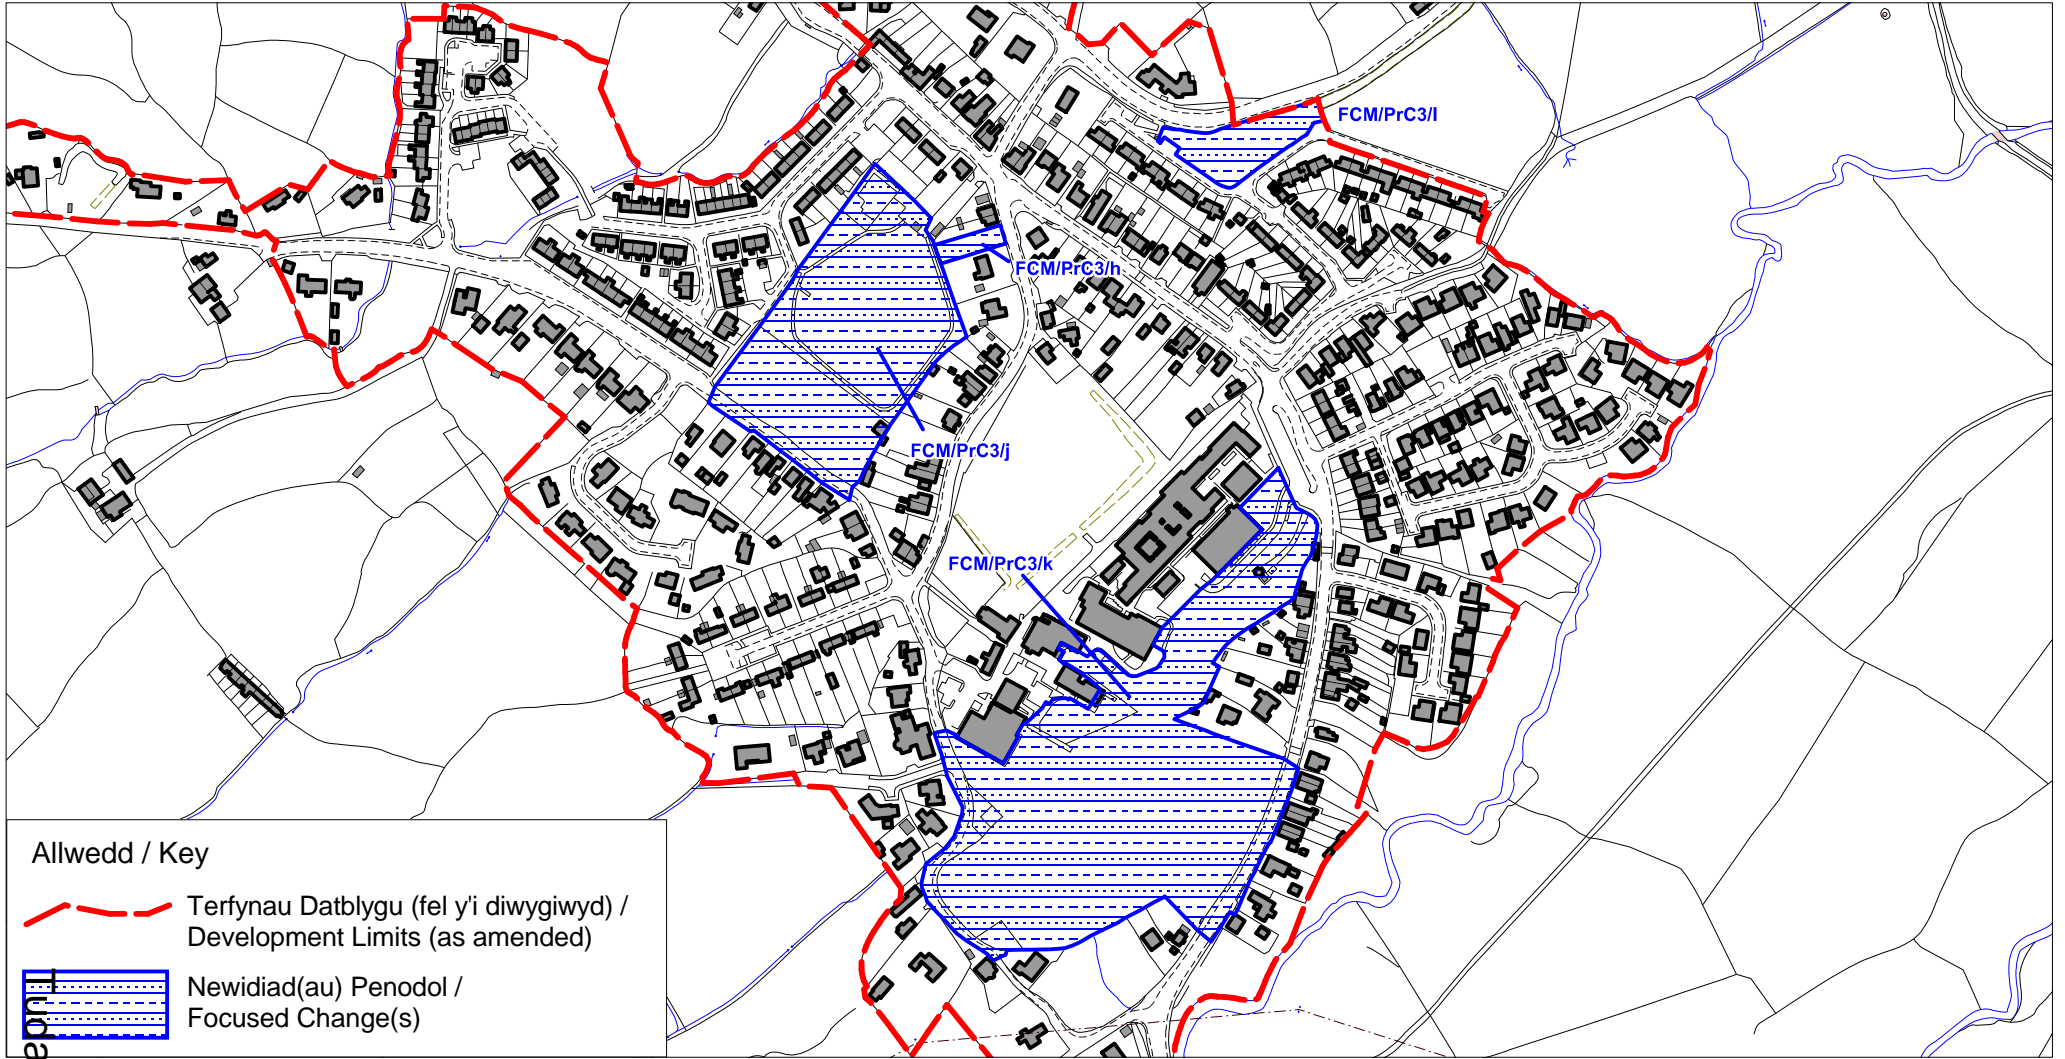 FCM/PrC3/l
FCM/PrC3/h
FCM/PrC3/j
FCM/PrC3/k
Allwedd / Key
Terfynau Datblygu (fel y'i diwygiwyd) /
Development Limits (as amended)
Newidiad(au) Penodol /
Focused Change(s)
Tuda